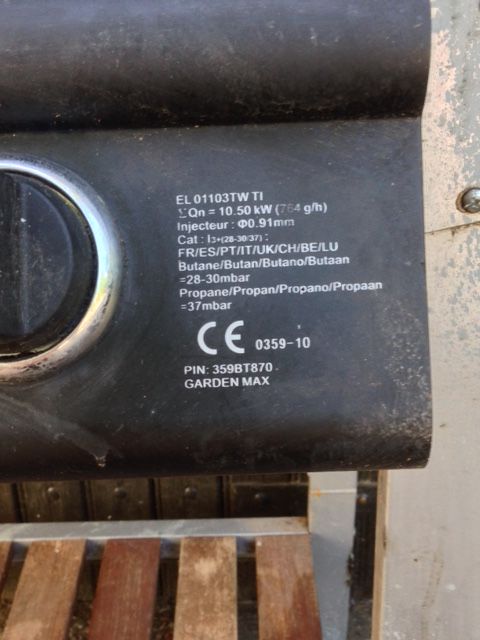 EL 01103TW TI
ΣQn = 10.50 kW (764 g/h)
Injecteur : Φ0.91mm
Cat : I3+(28-30/37) :
FR/ES/PT/IT/UK/CH/BE/LU
Butane/Butan/Butano/Butaan
=28-30mbar
Propane/Propan/Propano/Propaan
=37mbar
CE 0359-10
PIN: 359BT870
GARDEN MAX